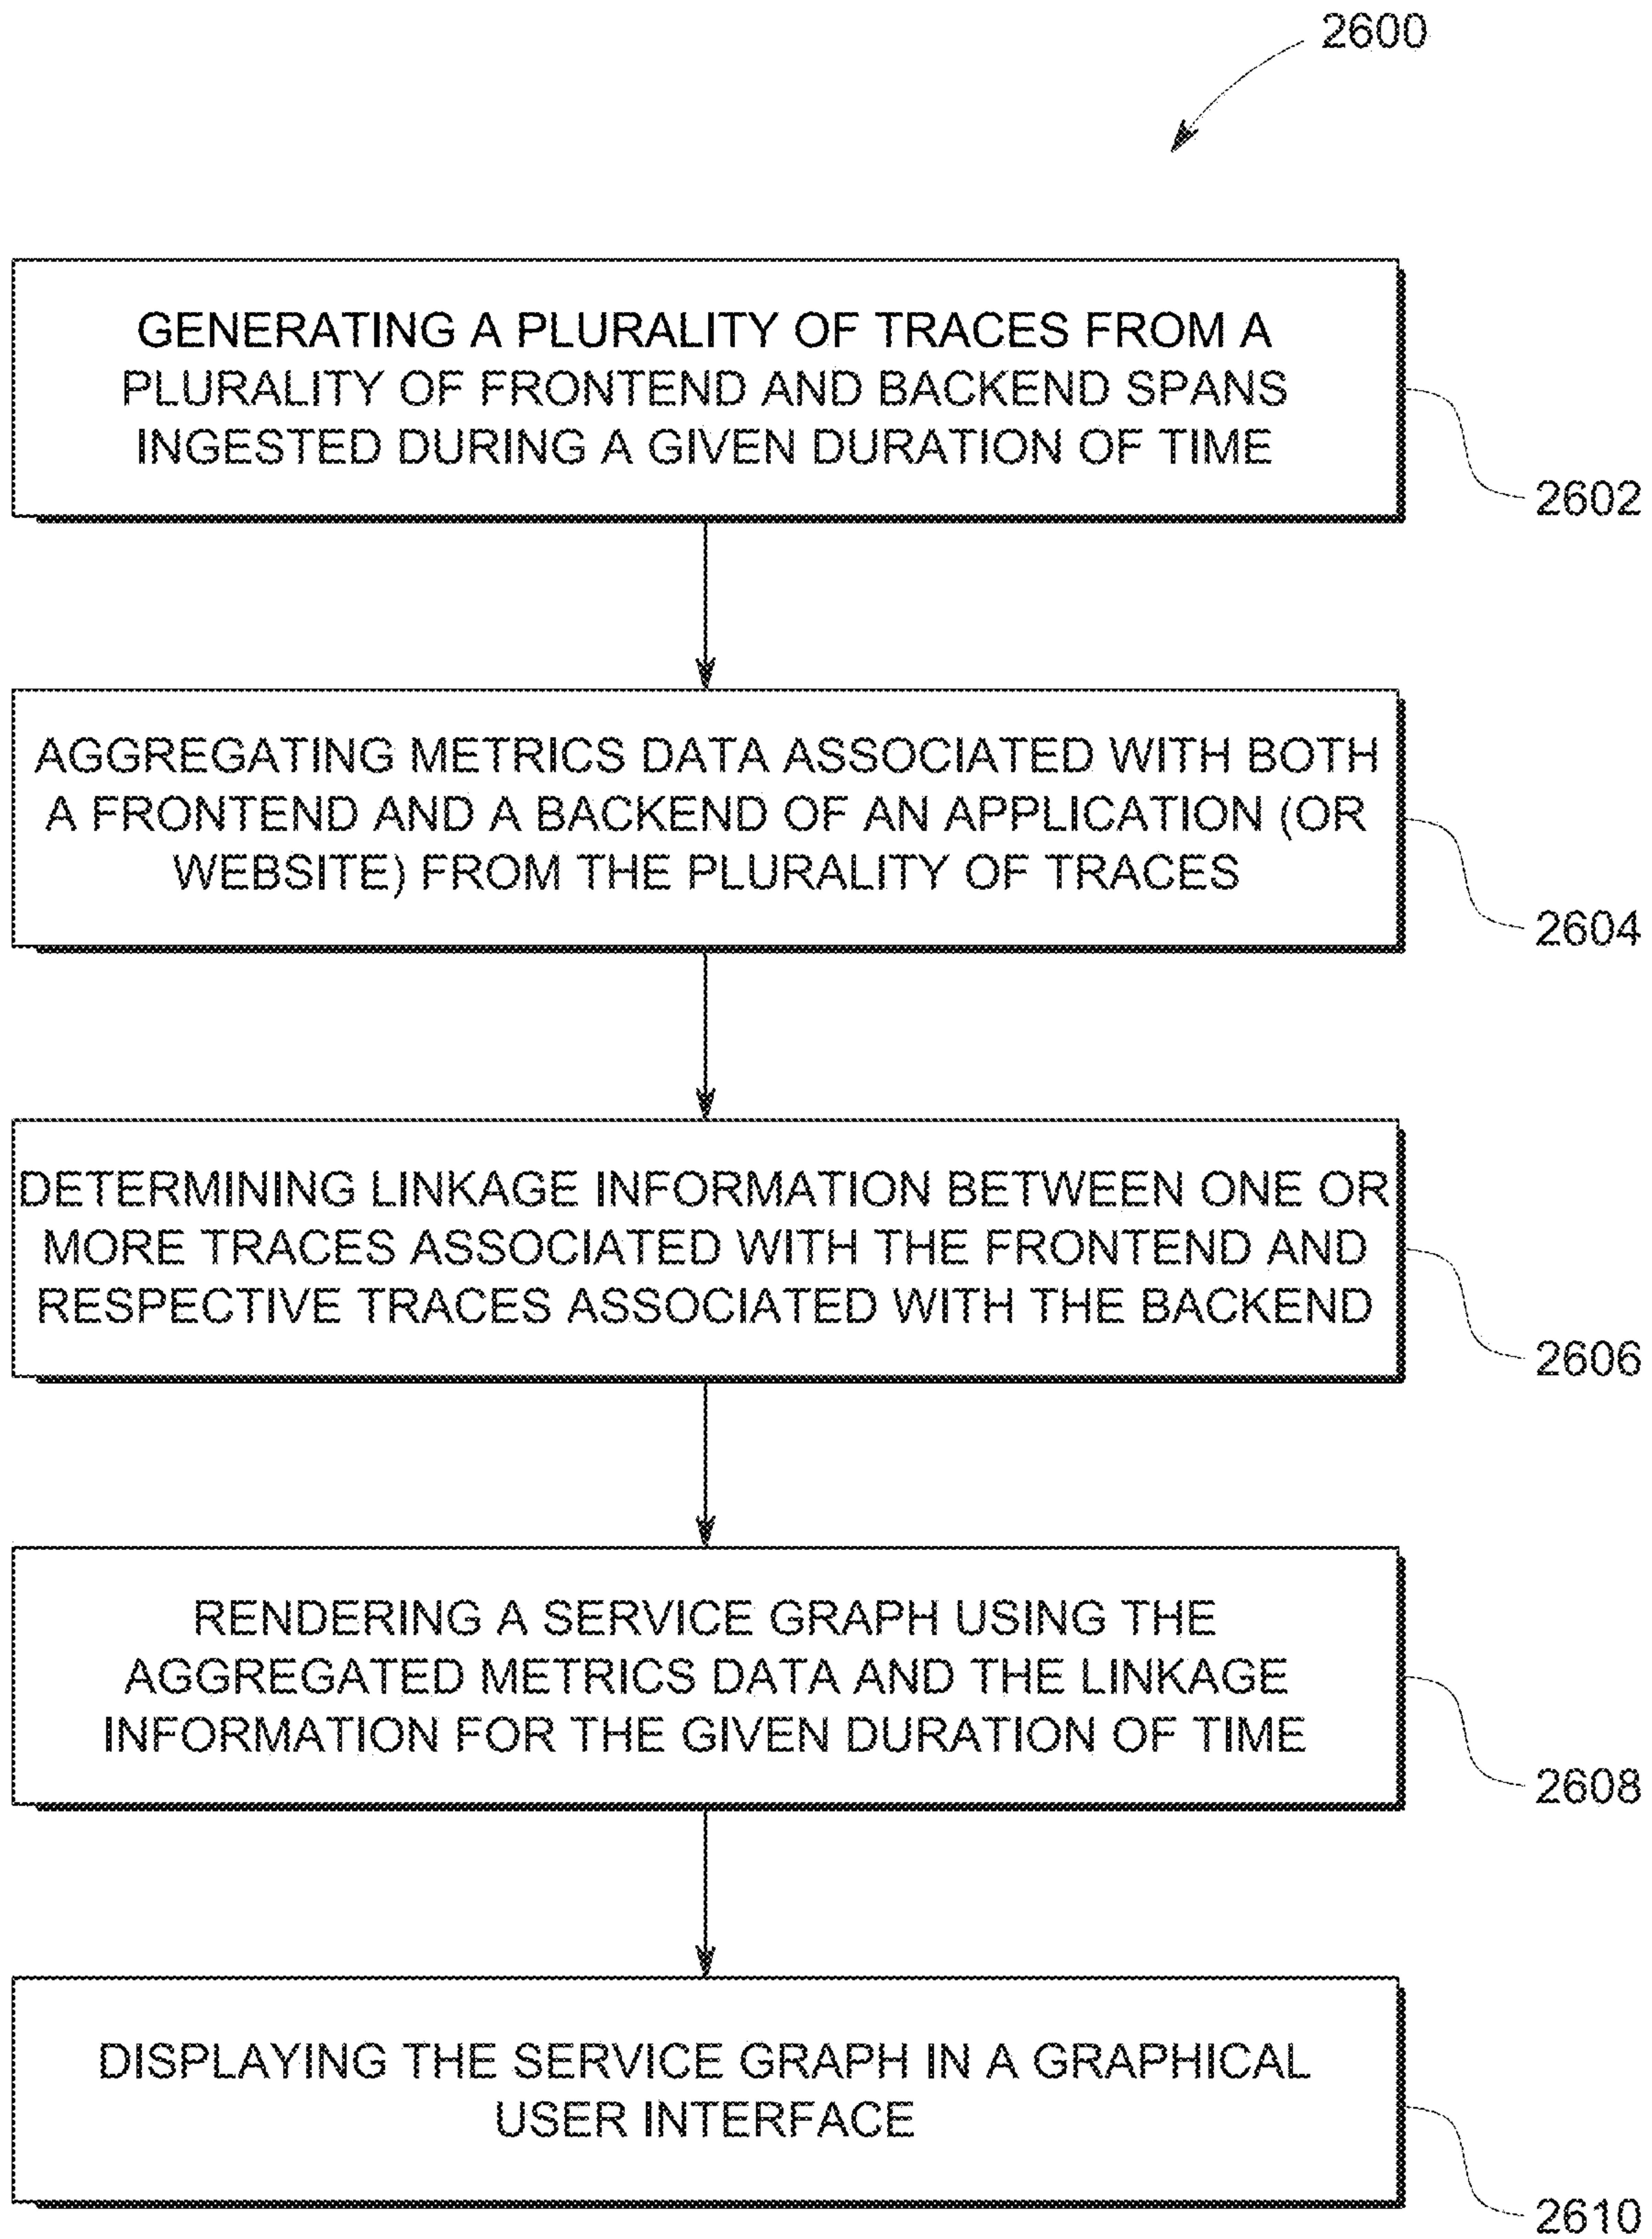 2600
GENERATING A PLURALITY OF TRACES FROM A
PLURALITY OF FRONTEND AND BACKEND SPANS
INGESTED DURING A GIVEN DURATION OF TIME
2602
AGGREGATING METRICS DATA ASSOCIATED WITH BOTH
A FRONTEND AND A BACKEND OF AN APPLICATION (OR
WEBSITE) FROM THE PLURALITY OF TRACES
2604
DETERMINING LINKAGE INFORMATION BETWEEN ONE OR
MORE TRACES ASSOCIATED WITH THE FRONTEND AND
RESPECTIVE TRACES ASSOCIATED WITH THE BACKEND
2606
RENDERING A SERVICE GRAPH USING THE
AGGREGATED METRICS DATA AND THE LINKAGE
INFORMATION FOR THE GIVEN DURATION OF TIME
2608
DISPLAYING THE SERVICE GRAPH IN A GRAPHICAL
USER INTERFACE
2610